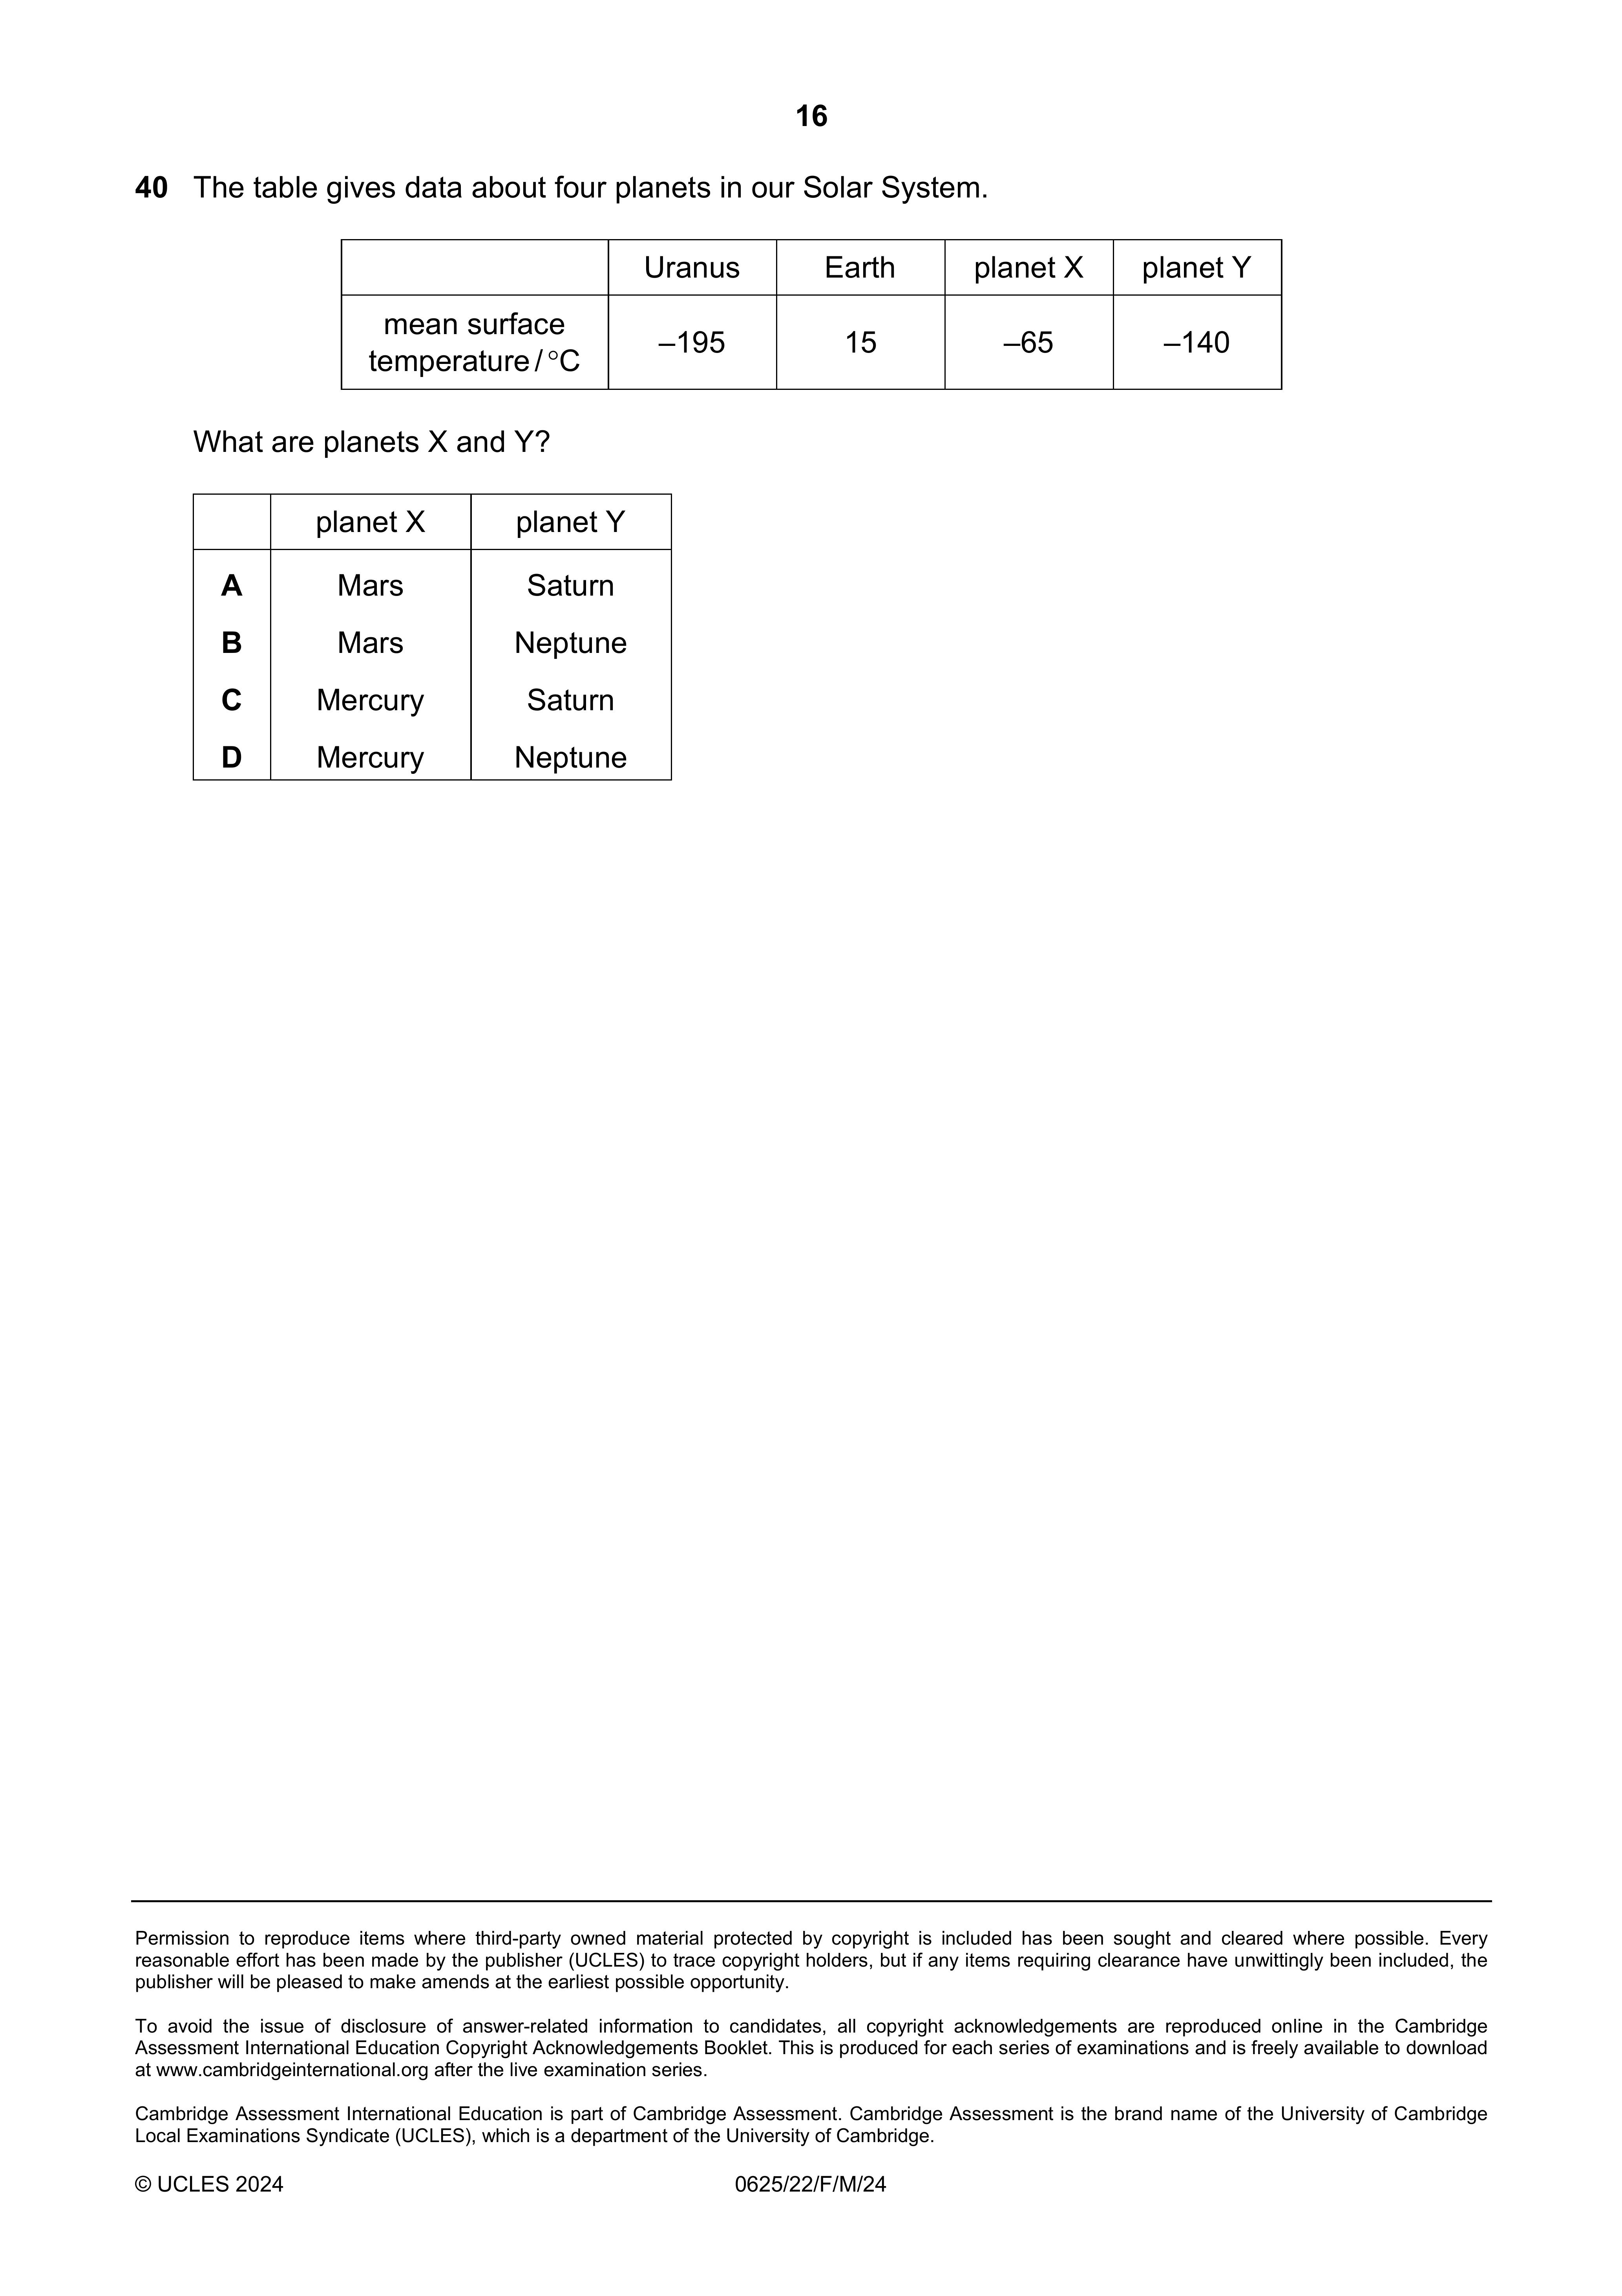 16
40 The table gives data about four planets in our Solar System.
Uranus Earth planet X planet Y
mean surface
temperature / °C –195 15 –65 –140
What are planets X and Y?
planet X planet Y
A Mars Saturn
B Mars Neptune
C Mercury Saturn
D Mercury Neptune
Permission to reproduce items where third-party owned material protected by copyright is included has been sought and cleared where possible. Every
reasonable effort has been made by the publisher (UCLES) to trace copyright holders, but if any items requiring clearance have unwittingly been included, the
publisher will be pleased to make amends at the earliest possible opportunity.
To avoid the issue of disclosure of answer-related information to candidates, all copyright acknowledgements are reproduced online in the Cambridge
Assessment International Education Copyright Acknowledgements Booklet. This is produced for each series of examinations and is freely available to download
at www.cambridgeinternational.org after the live examination series.
Cambridge Assessment International Education is part of Cambridge Assessment. Cambridge Assessment is the brand name of the University of Cambridge
Local Examinations Syndicate (UCLES), which is a department of the University of Cambridge.
© UCLES 2024 0625/22/F/M/24